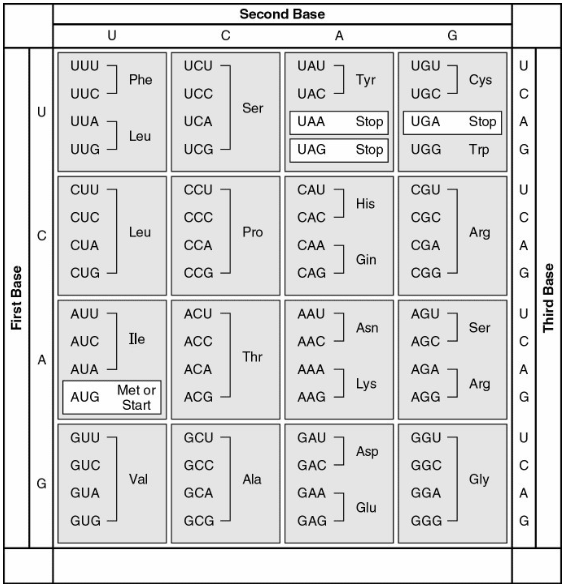 Second Base
U C A G
First Base
Third Base
U
UUU
UUC
Phe
UUA
UUG
Leu
UCU
UCC
UCA
UCG
Ser
UAU
UAC
Tyr
UAA Stop
UAG Stop
UGU
UGC
Cys
UGA Stop
UGG Trp
U
C
A
G
C
CUU
CUC
CUA
CUG
Leu
CCU
CCC
CCA
CCG
Pro
CAU
CAC
His
CAA
CAG
Gin
CGU
CGC
CGA
CGG
Arg
U
C
A
G
A
AUU
AUC
AUA
Ile
AUG Met or
Start
ACU
ACC
ACA
ACG
Thr
AAU
AAC
Asn
AAA
AAG
Lys
AGU
AGC
Ser
AGA
AGG
Arg
U
C
A
G
G
GUU
GUC
GUA
GUG
Val
GCU
GCC
GCA
GCG
Ala
GAU
GAC
Asp
GAA
GAG
Glu
GGU
GGC
GGA
GGG
Gly
U
C
A
G